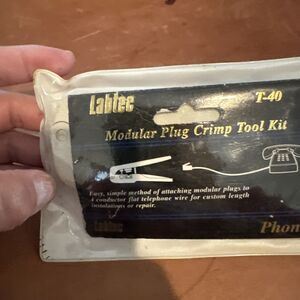 Labtec
T-40
Modular Plug Crimp Tool Kit
Easy, simple method of attaching modular plugs to
4 conductor flat telephone wire for custom length
instalations or repair.
Labtec
Phon